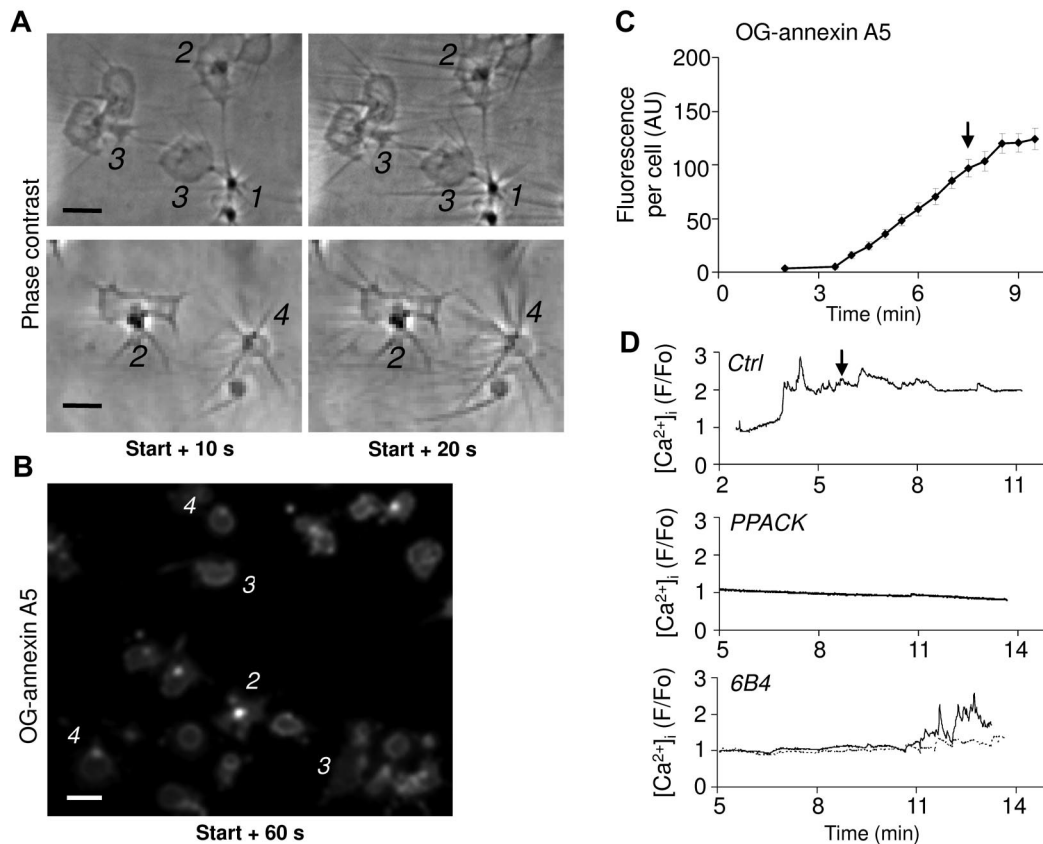 A
Phase contrast
2
3
3
1
2
3
3
1
2
4
2
4
Start + 10 s
Start + 20 s
B
OG-annexin A5
4
3
2
4
3
Start + 60 s
C
OG-annexin A5
Fluorescence
per cell (AU)
200
150
100
50
0
0
3
6
9
Time (min)
D
Ctrl
[Ca²⁺]ᵢ (F/Fo)
3
2
1
0
2
5
8
11
PPACK
[Ca²⁺]ᵢ (F/Fo)
3
2
1
0
5
8
11
14
6B4
[Ca²⁺]ᵢ (F/Fo)
3
2
1
0
5
8
11
14
Time (min)